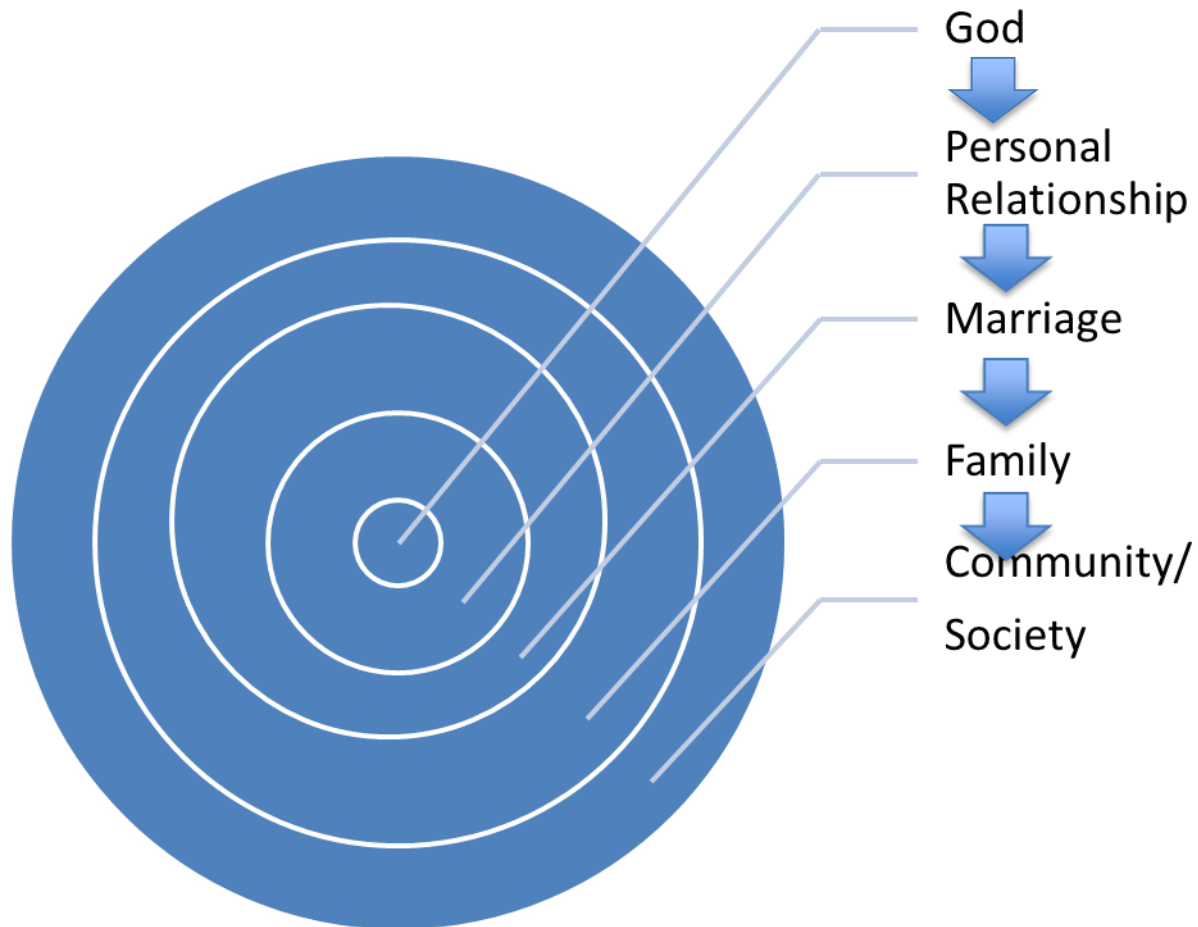 God
Personal
Relationship
Marriage
Family
Community/
Society